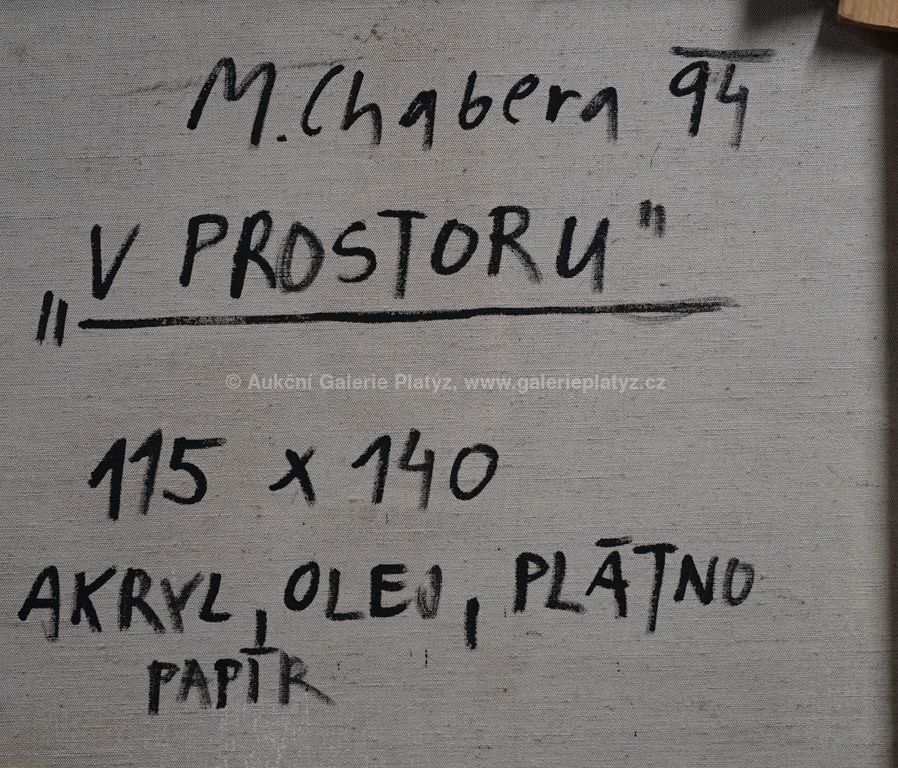 M. Chabera 94
„V PROSTORU"
© Aukční Galerie Platýz, www.galerieplatyz.cz
115 x 140
AKRYL, OLEJ, PLÁTNO
PAPÍR